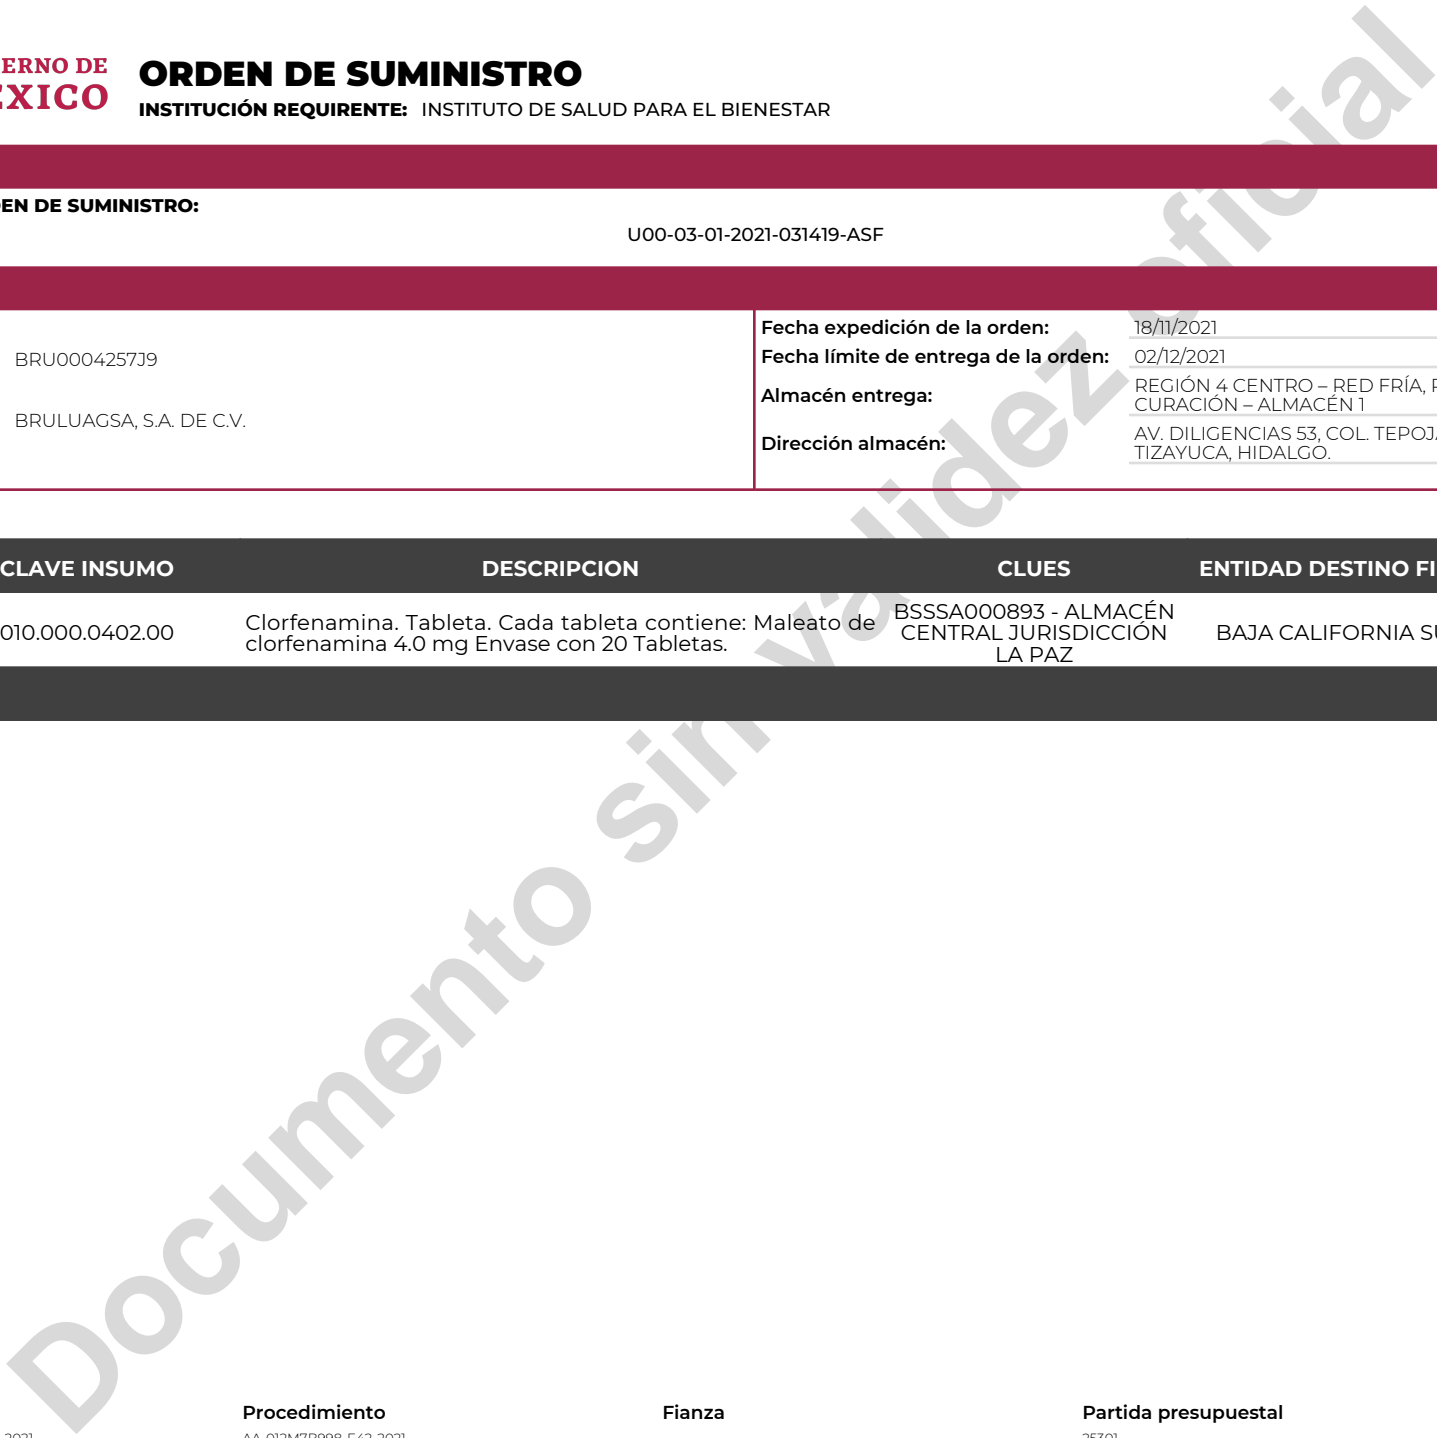 ERNO DE
XICO
ORDEN DE SUMINISTRO
INSTITUCIÓN REQUIRENTE: INSTITUTO DE SALUD PARA EL BIENESTAR
EN DE SUMINISTRO:
U00-03-01-2021-031419-ASF
BRU0004257J9
BRULUAGSA, S.A. DE C.V.
Fecha expedición de la orden: 18/11/2021
Fecha límite de entrega de la orden: 02/12/2021
Almacén entrega: REGIÓN 4 CENTRO – RED FRÍA,
CURACIÓN – ALMACÉN 1
Dirección almacén: AV. DILIGENCIAS 53, COL. TEPOJ
TIZAYUCA, HIDALGO.
CLAVE INSUMO DESCRIPCION CLUES ENTIDAD DESTINO FI
010.000.0402.00
Clorfenamina. Tableta. Cada tableta contiene: Maleato de
clorfenamina 4.0 mg Envase con 20 Tabletas.
BSSSA000893 - ALMACÉN
CENTRAL JURISDICCIÓN
LA PAZ
BAJA CALIFORNIA S
Documento sin validez oficial
Procedimiento Fianza Partida presupuestal